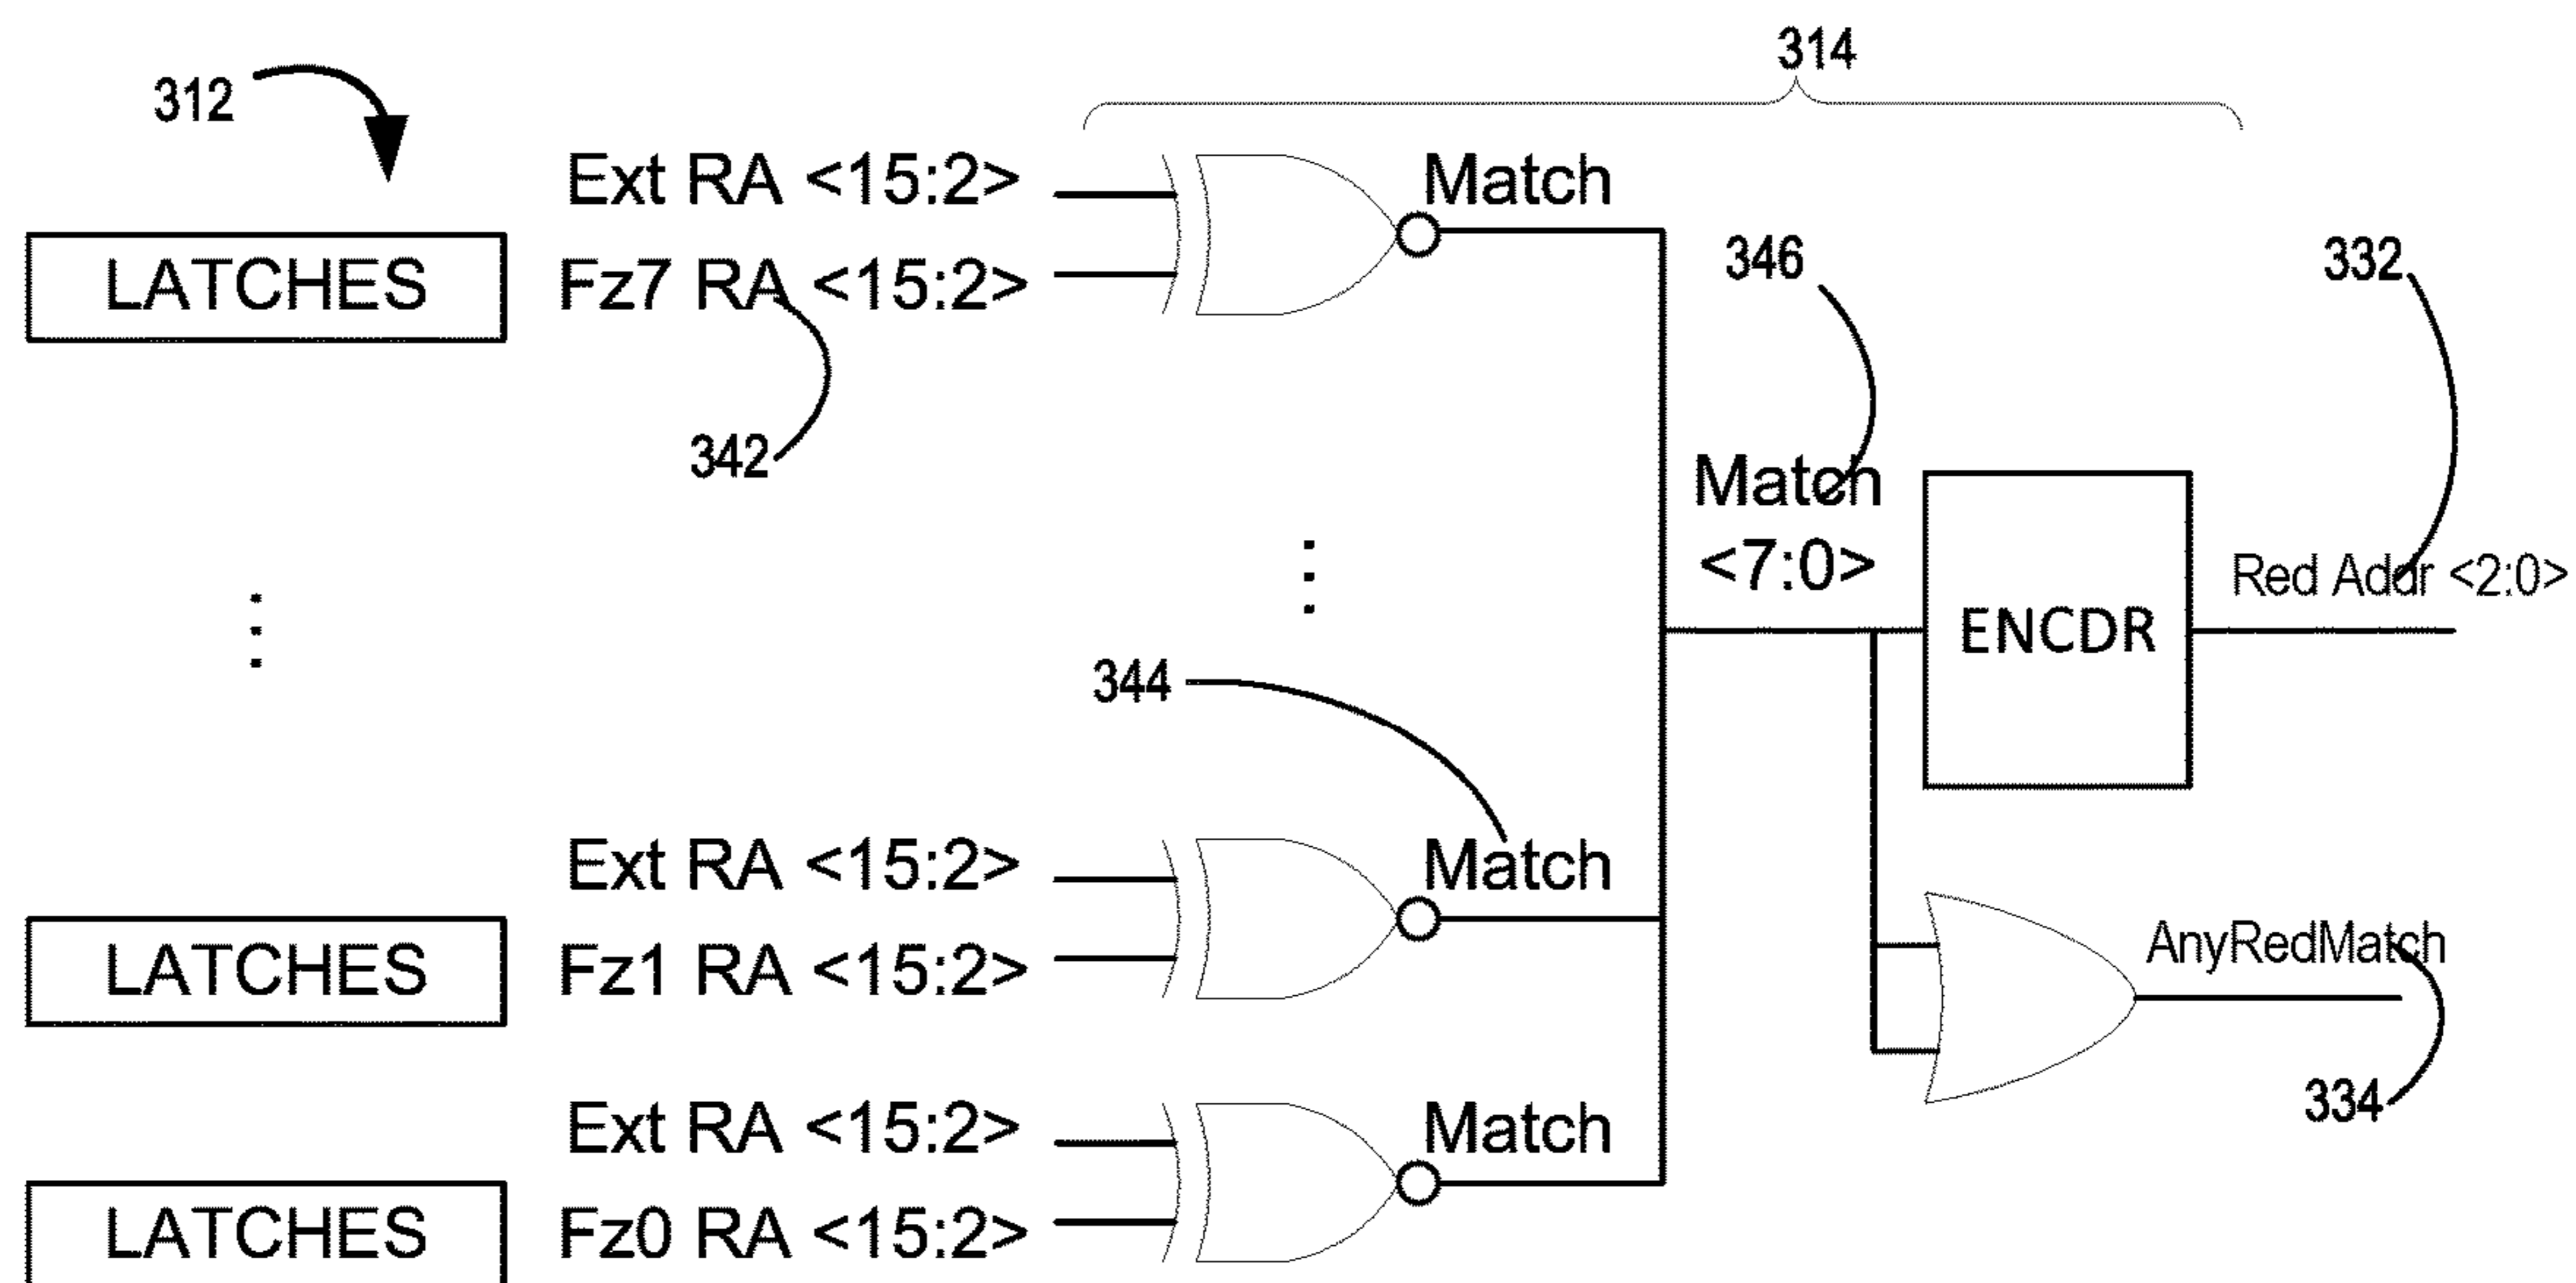 314
312
Ext RA <15:2>
Match
LATCHES
Fz7 RA <15:2>
346
332
342
Match
<7:0>
ENCDR
Red Addr <2:0>
344
Ext RA <15:2>
Match
LATCHES
Fz1 RA <15:2>
AnyRedMatch
334
Ext RA <15:2>
Match
LATCHES
Fz0 RA <15:2>